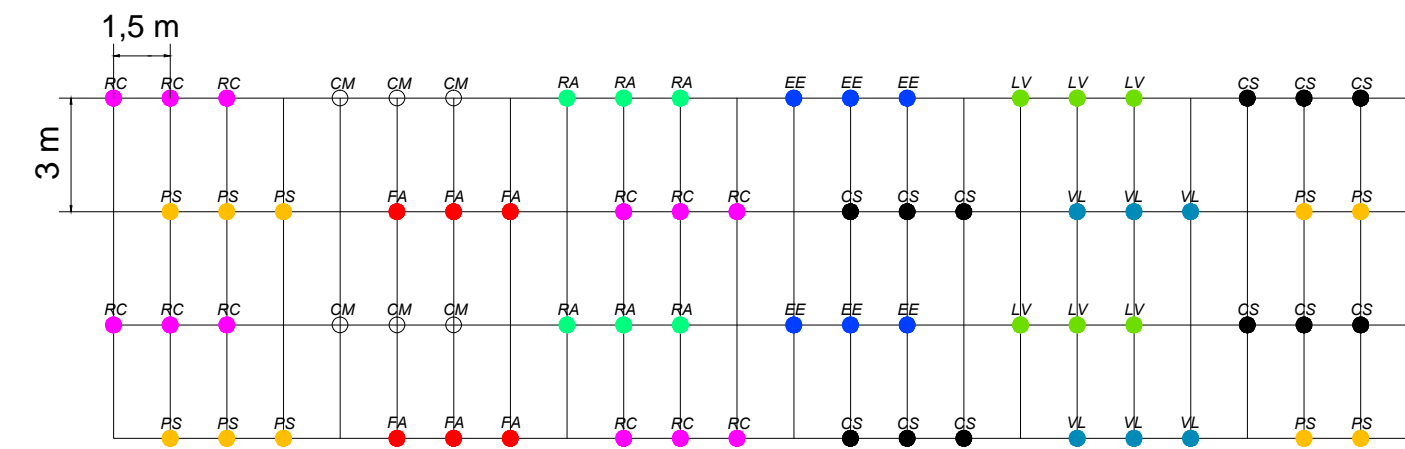 1,5 m
RC RC RC CM CM CM RA RA RA EE EE EE LV LV LV CS CS CS
3 m
PS PS PS FA FA FA RC RC RC CS CS CS VL VL VL PS PS
RC RC RC CM CM CM RA RA RA EE EE EE LV LV LV CS CS CS
PS PS PS FA FA FA RC RC RC CS CS CS VL VL VL PS PS